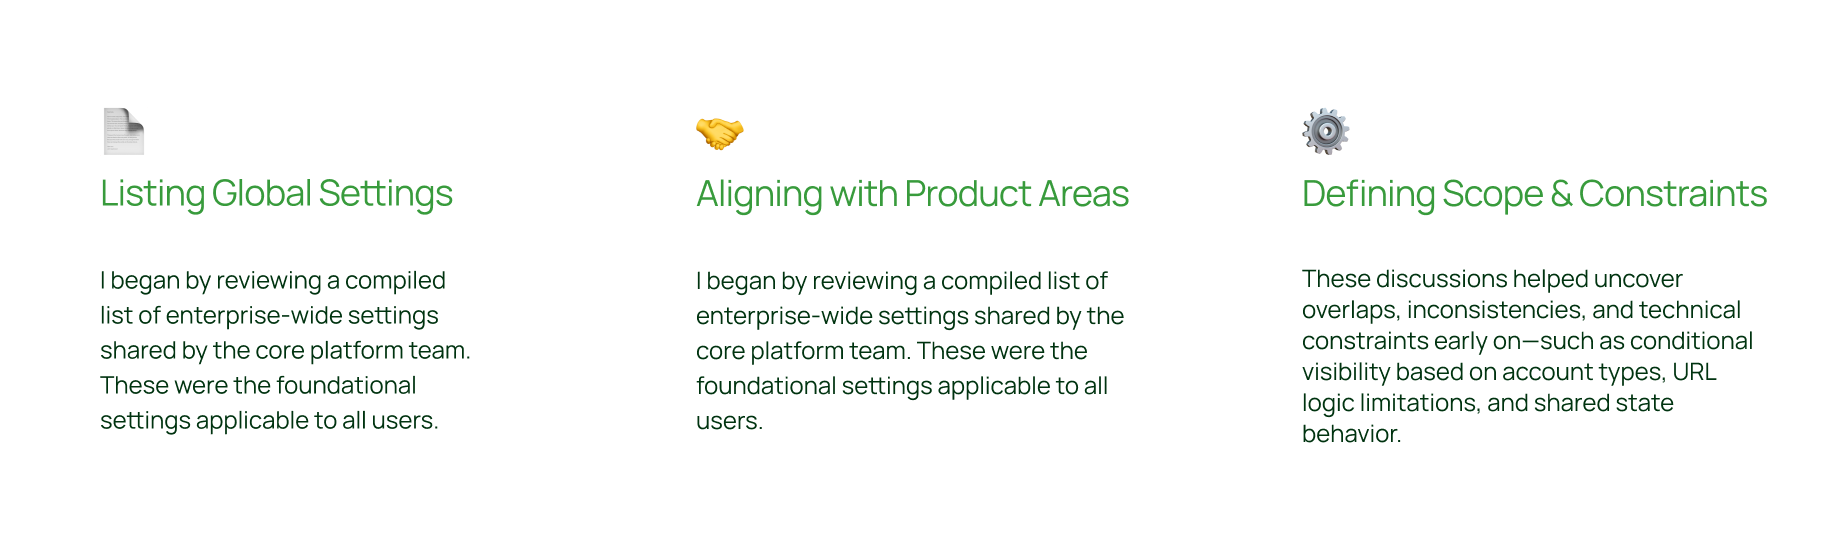 Listing Global Settings
I began by reviewing a compiled
list of enterprise-wide settings
shared by the core platform team.
These were the foundational
settings applicable to all users.
Aligning with Product Areas
I began by reviewing a compiled list of
enterprise-wide settings shared by the
core platform team. These were the
foundational settings applicable to all
users.
Defining Scope & Constraints
These discussions helped uncover
overlaps, inconsistencies, and technical
constraints early on—such as conditional
visibility based on account types, URL
logic limitations, and shared state
behavior.